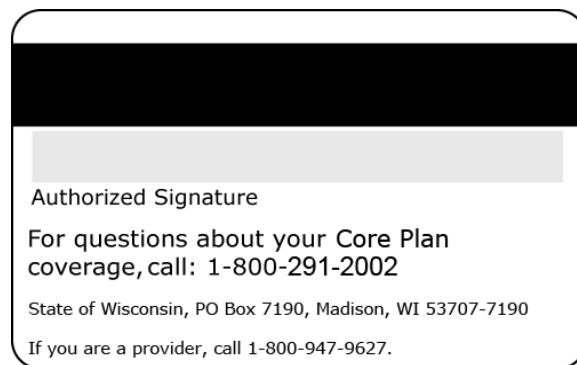 Authorized Signature
For questions about your Core Plan
coverage, call: 1-800-291-2002
State of Wisconsin, PO Box 7190, Madison, WI 53707-7190
If you are a provider, call 1-800-947-9627.